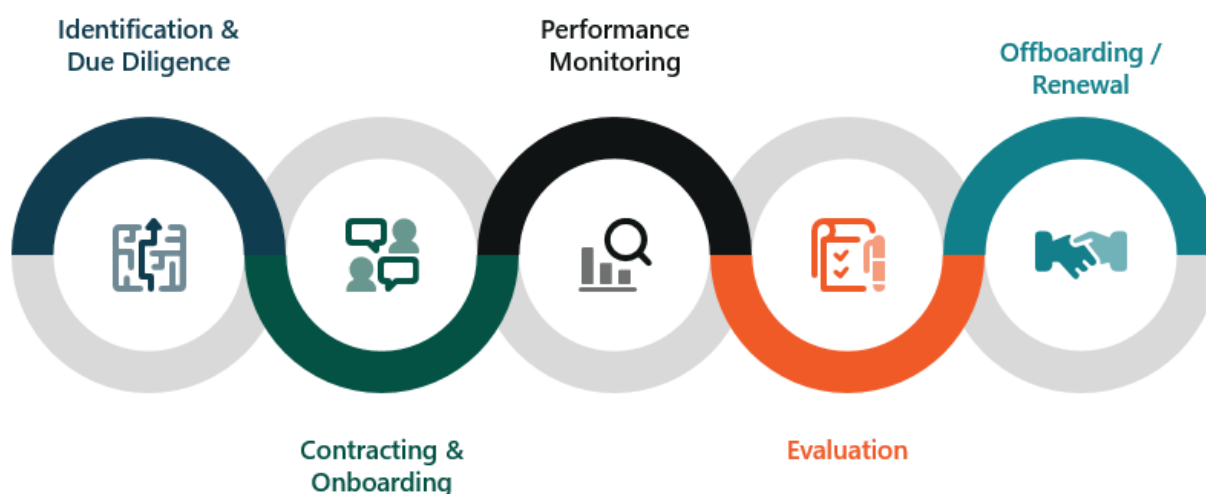 Identification &
Due Diligence
Contracting &
Onboarding
Performance
Monitoring
Evaluation
Offboarding /
Renewal